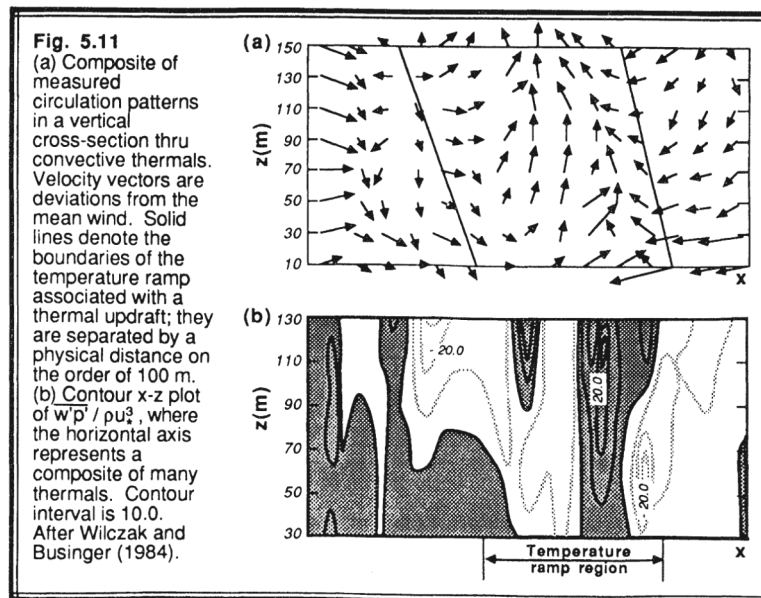 Fig. 5.11
(a) Composite of
measured
circulation patterns
in a vertical
cross-section thru
convective thermals.
Velocity vectors are
deviations from the
mean wind. Solid
lines denote the
boundaries of the
temperature ramp
associated with a
thermal updraft; they
are separated by a
physical distance on
the order of 100 m.
(b) Contour x-z plot
of w'p' / ρu³*, where
the horizontal axis
represents a
composite of many
thermals. Contour
interval is 10.0.
After Wilczak and
Businger (1984).
(a)
150
130
110
90
70
50
30
10
z(m)
x
(b)
130
110
90
70
50
30
z(m)
- 20.0
20.0
- 20.0
x
Temperature
ramp region